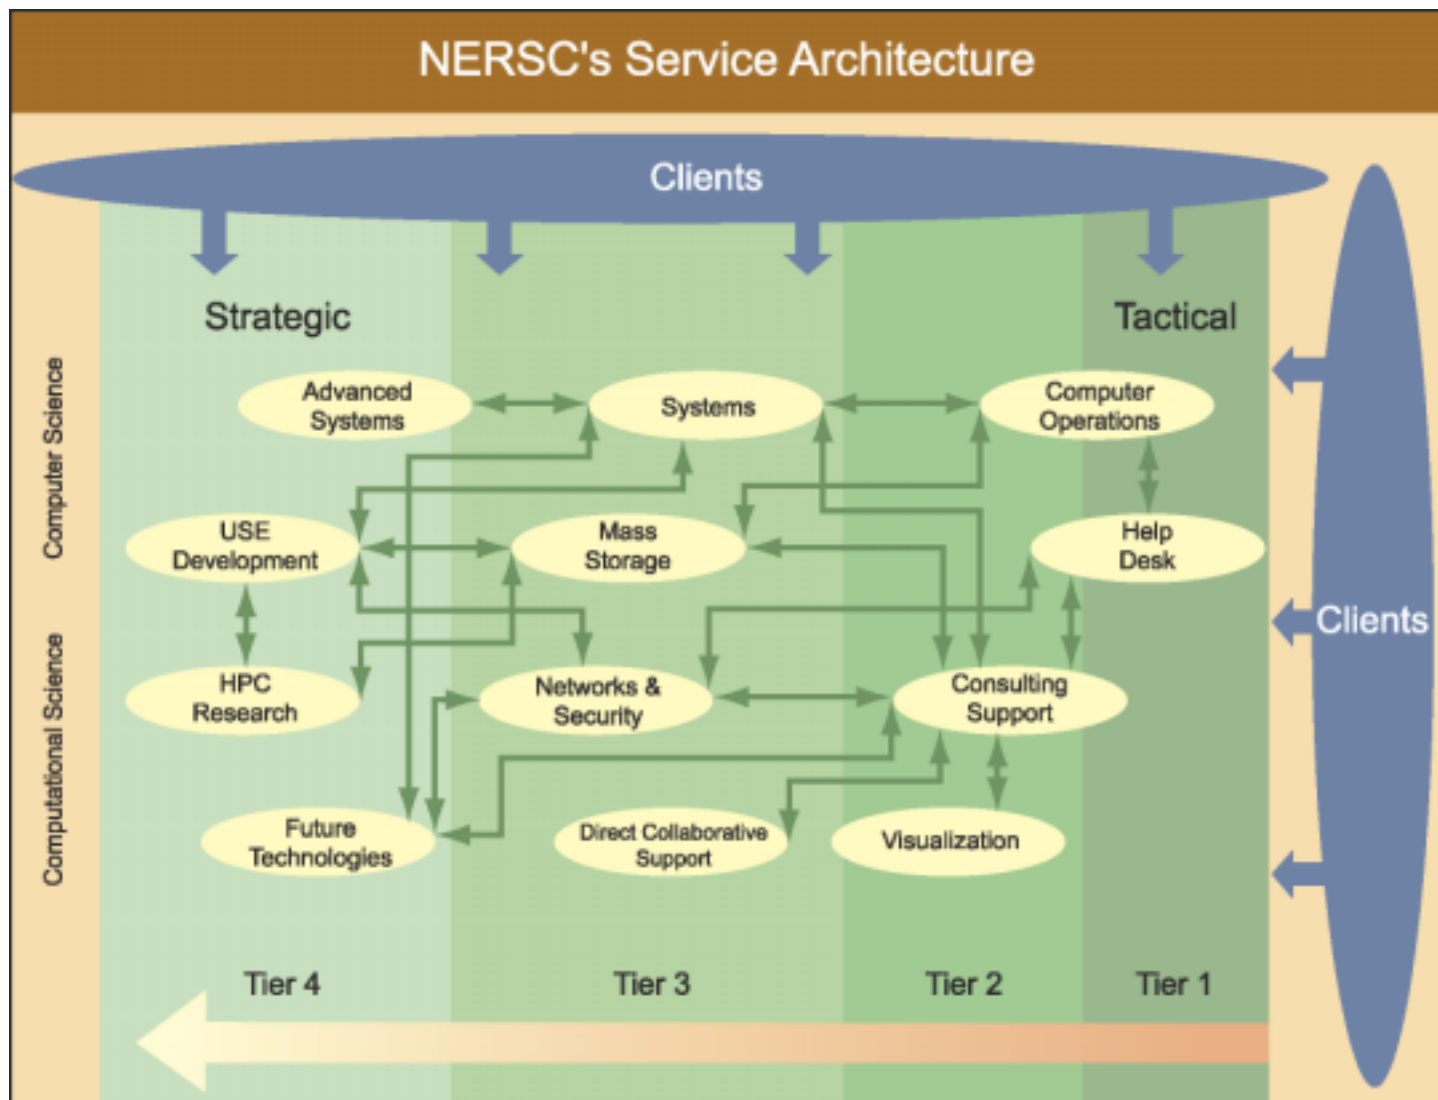 NERSC's Service Architecture
Clients
Strategic
Tactical
Computer Science
Advanced
Systems
Systems
Computer
Operations
USE
Development
Mass
Storage
Help
Desk
Clients
Computational Science
HPC
Research
Networks &
Security
Consulting
Support
Future
Technologies
Direct Collaborative
Support
Visualization
Tier 4
Tier 3
Tier 2
Tier 1